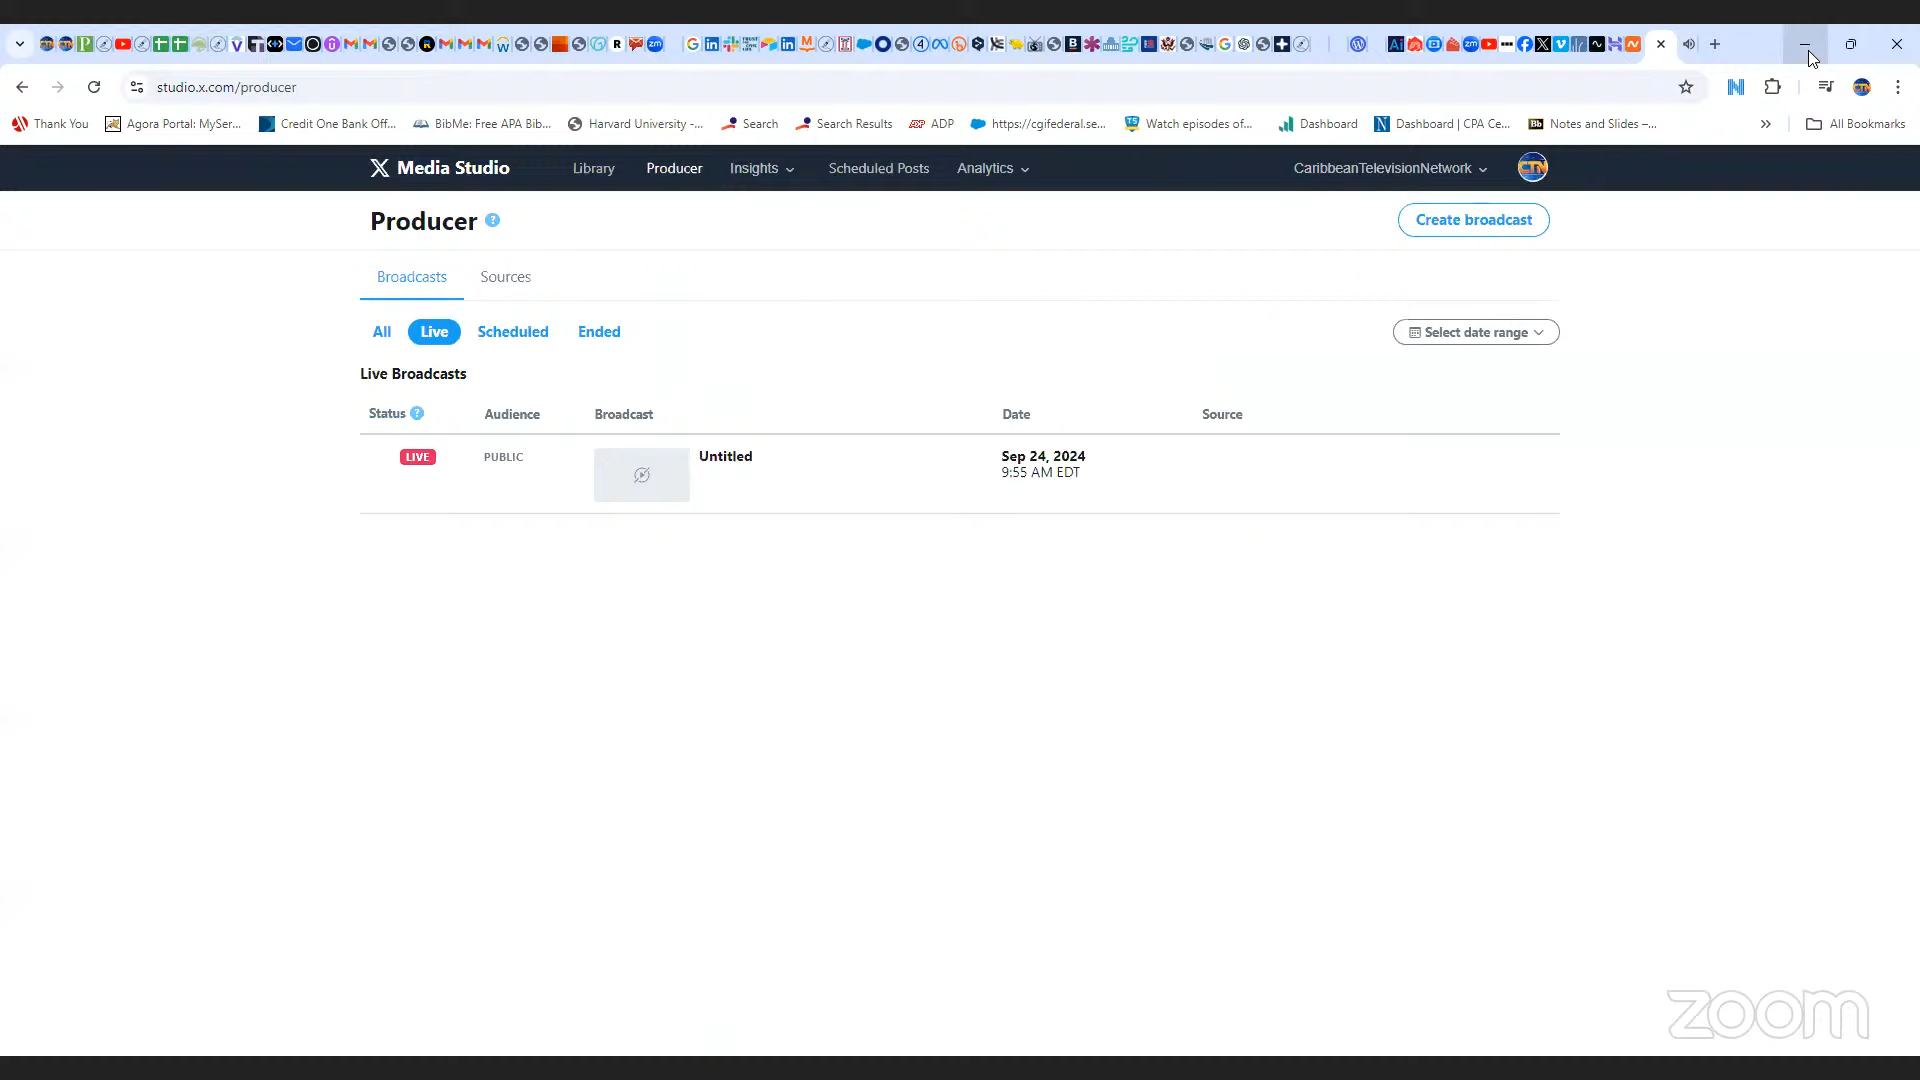 studio.x.com/producer
Thank You
Agora Portal: MySer...
Credit One Bank Off...
BibMe: Free APA Bib...
Harvard University -...
Search
Search Results
ADP
https://cgifederal.se...
Watch episodes of...
Dashboard
Dashboard | CPA Ce...
Notes and Slides –...
All Bookmarks
X Media Studio
Library
Producer
Insights
Scheduled Posts
Analytics
CaribbeanTelevisionNetwork
CTN
Producer ?
Create broadcast
Broadcasts
Sources
All
Live
Scheduled
Ended
Select date range
Live Broadcasts
Status ?
Audience
Broadcast
Date
Source
LIVE
PUBLIC
Untitled
Sep 24, 2024
9:55 AM EDT
zoom